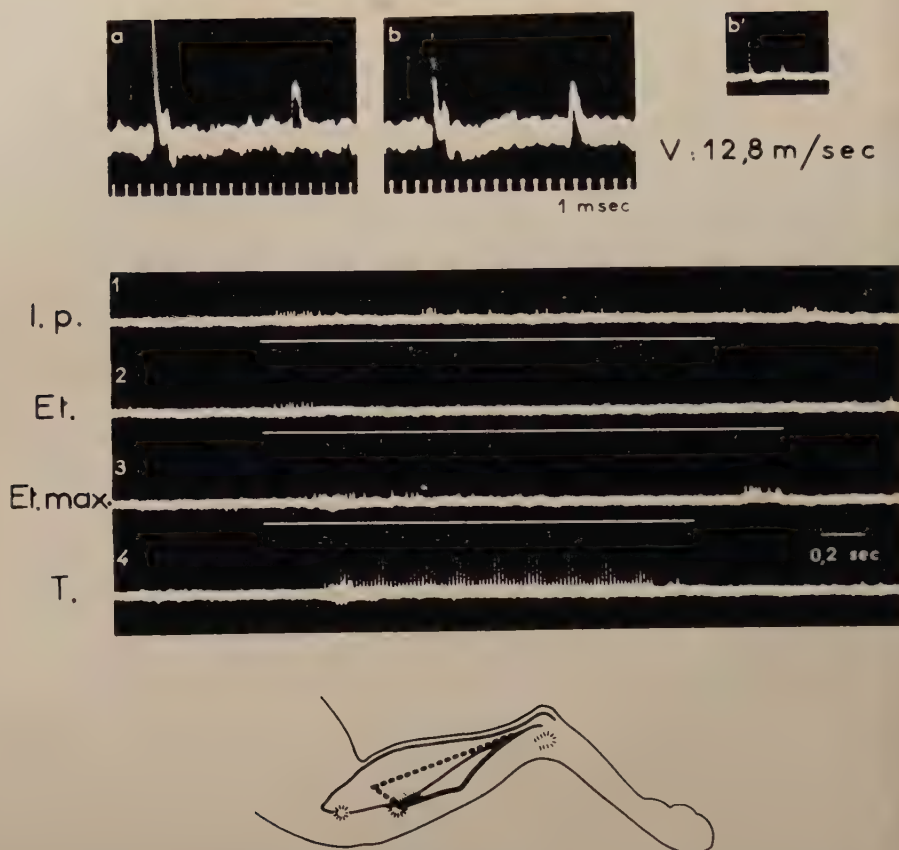 a
b
b'
V : 12,8 m/sec
1 msec
1
I. p.
2
Et.
3
Et. max.
4
0,2 sec
T.